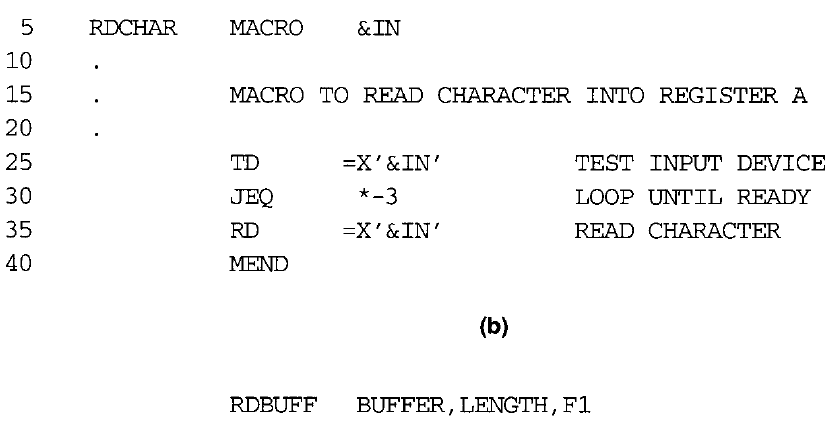 5 RDCHAR MACRO &IN
10 .
15 . MACRO TO READ CHARACTER INTO REGISTER A
20 .
25 TD =X'&IN' TEST INPUT DEVICE
30 JEQ *-3 LOOP UNTIL READY
35 RD =X'&IN' READ CHARACTER
40 MEND
(b)
RDBUFF BUFFER,LENGTH,F1